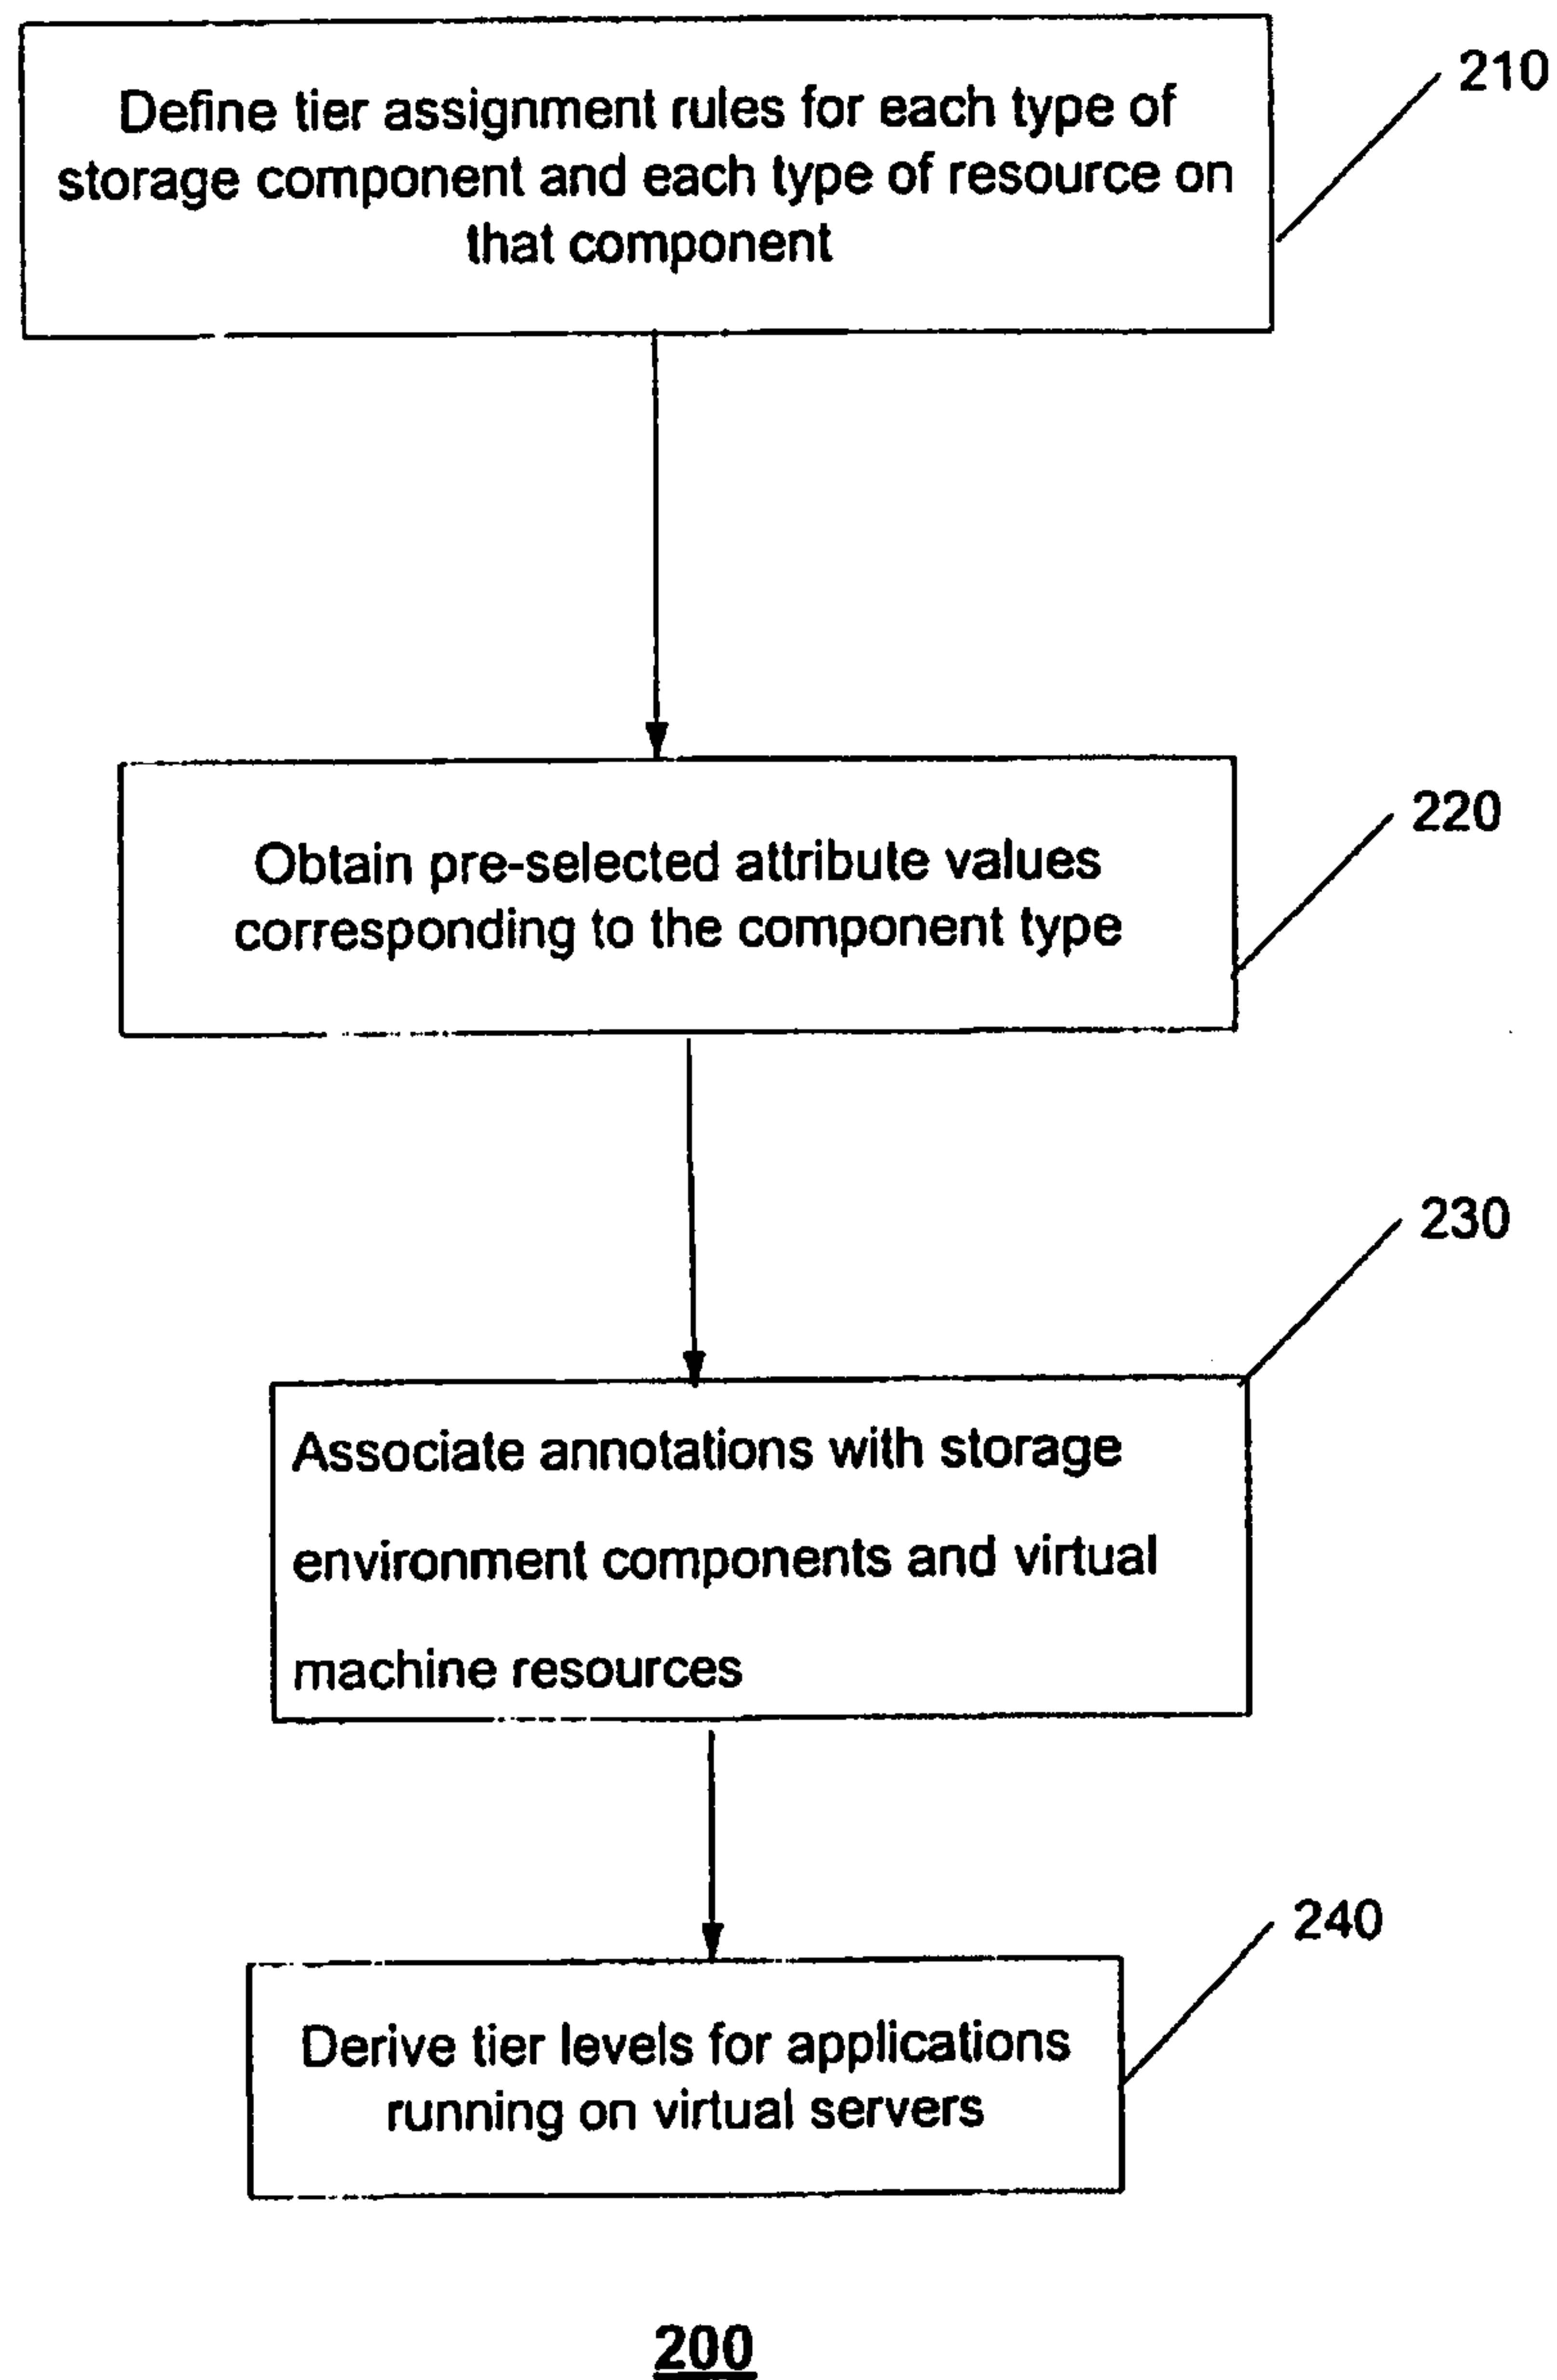 Define tier assignment rules for each type of
storage component and each type of resource on
that component
210
Obtain pre-selected attribute values
corresponding to the component type
220
230
Associate annotations with storage
environment components and virtual
machine resources
240
Derive tier levels for applications
running on virtual servers
200